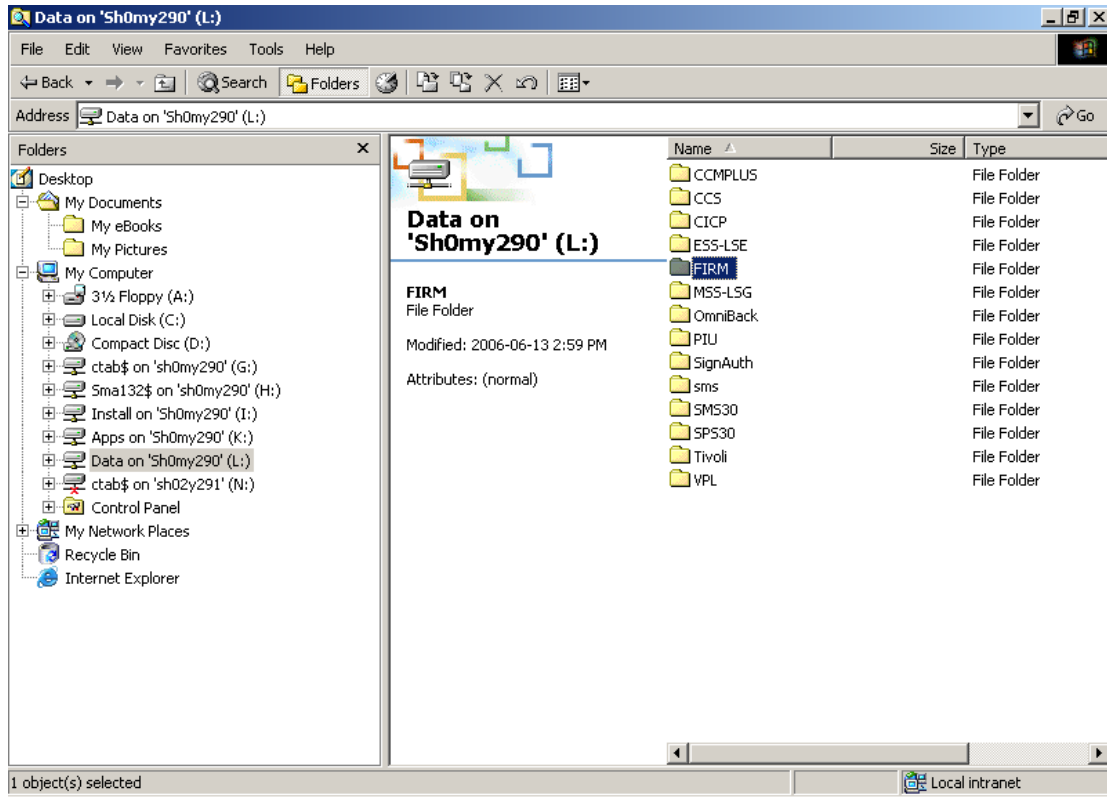 Data on 'Sh0my290' (L:)
File Edit View Favorites Tools Help
Back Search Folders
Address Data on 'Sh0my290' (L:) Go
Folders
Desktop
My Documents
My eBooks
My Pictures
My Computer
3½ Floppy (A:)
Local Disk (C:)
Compact Disc (D:)
ctab$ on 'sh0my290' (G:)
Sma132$ on 'sh0my290' (H:)
Install on 'Sh0my290' (I:)
Apps on 'Sh0my290' (K:)
Data on 'Sh0my290' (L:)
ctab$ on 'sh02y291' (N:)
Control Panel
My Network Places
Recycle Bin
Internet Explorer
Data on
'Sh0my290' (L:)
FIRM
File Folder
Modified: 2006-06-13 2:59 PM
Attributes: (normal)
Name Size Type
CCMPLUS File Folder
CCS File Folder
CICP File Folder
ESS-LSE File Folder
FIRM File Folder
MSS-LSG File Folder
OmniBack File Folder
PIU File Folder
SignAuth File Folder
sms File Folder
SMS30 File Folder
SPS30 File Folder
Tivoli File Folder
VPL File Folder
1 object(s) selected
Local intranet